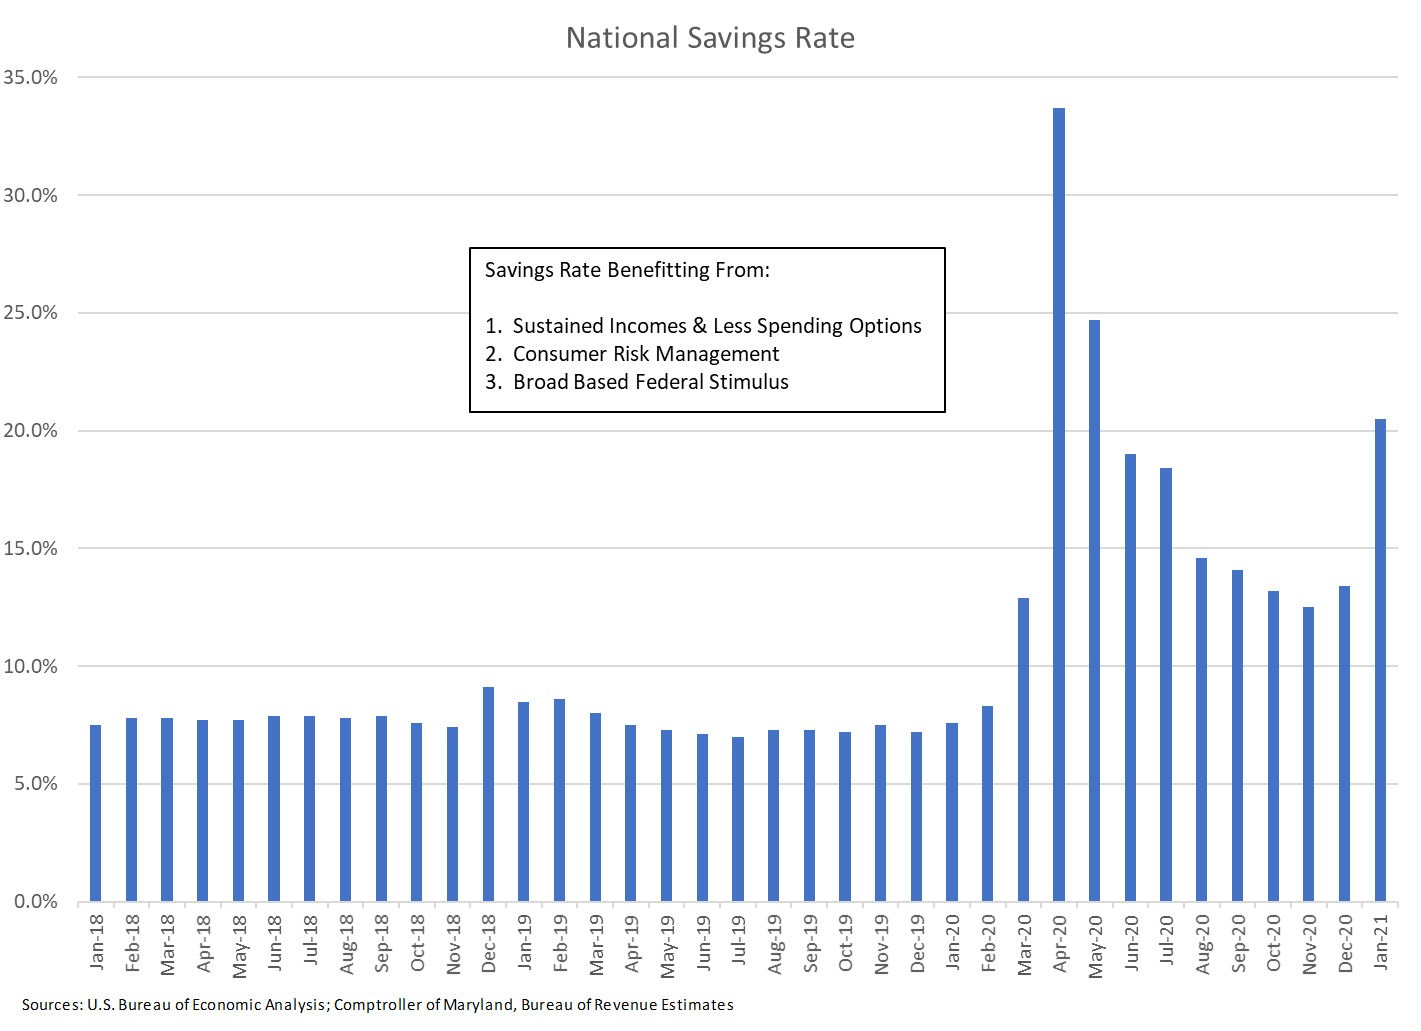 National Savings Rate
35.0%
30.0%
25.0%
20.0%
15.0%
10.0%
5.0%
0.0%
Savings Rate Benefitting From:
1. Sustained Incomes & Less Spending Options
2. Consumer Risk Management
3. Broad Based Federal Stimulus
Jan-18
Feb-18
Mar-18
Apr-18
May-18
Jun-18
Jul-18
Aug-18
Sep-18
Oct-18
Nov-18
Dec-18
Jan-19
Feb-19
Mar-19
Apr-19
May-19
Jun-19
Jul-19
Aug-19
Sep-19
Oct-19
Nov-19
Dec-19
Jan-20
Feb-20
Mar-20
Apr-20
May-20
Jun-20
Jul-20
Aug-20
Sep-20
Oct-20
Nov-20
Dec-20
Jan-21
Sources: U.S. Bureau of Economic Analysis; Comptroller of Maryland, Bureau of Revenue Estimates